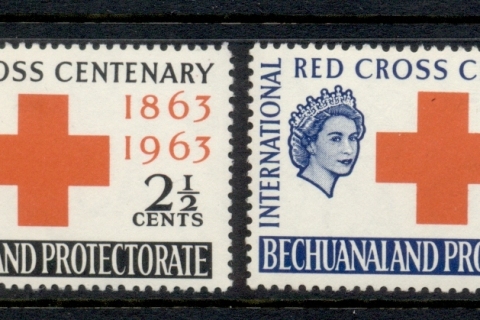 OSS CENTENARY
1863
1963
2½
CENTS
AND PROTECTORATE
INTERNATIONAL
RED CROSS C
BECHUANALAND PRO